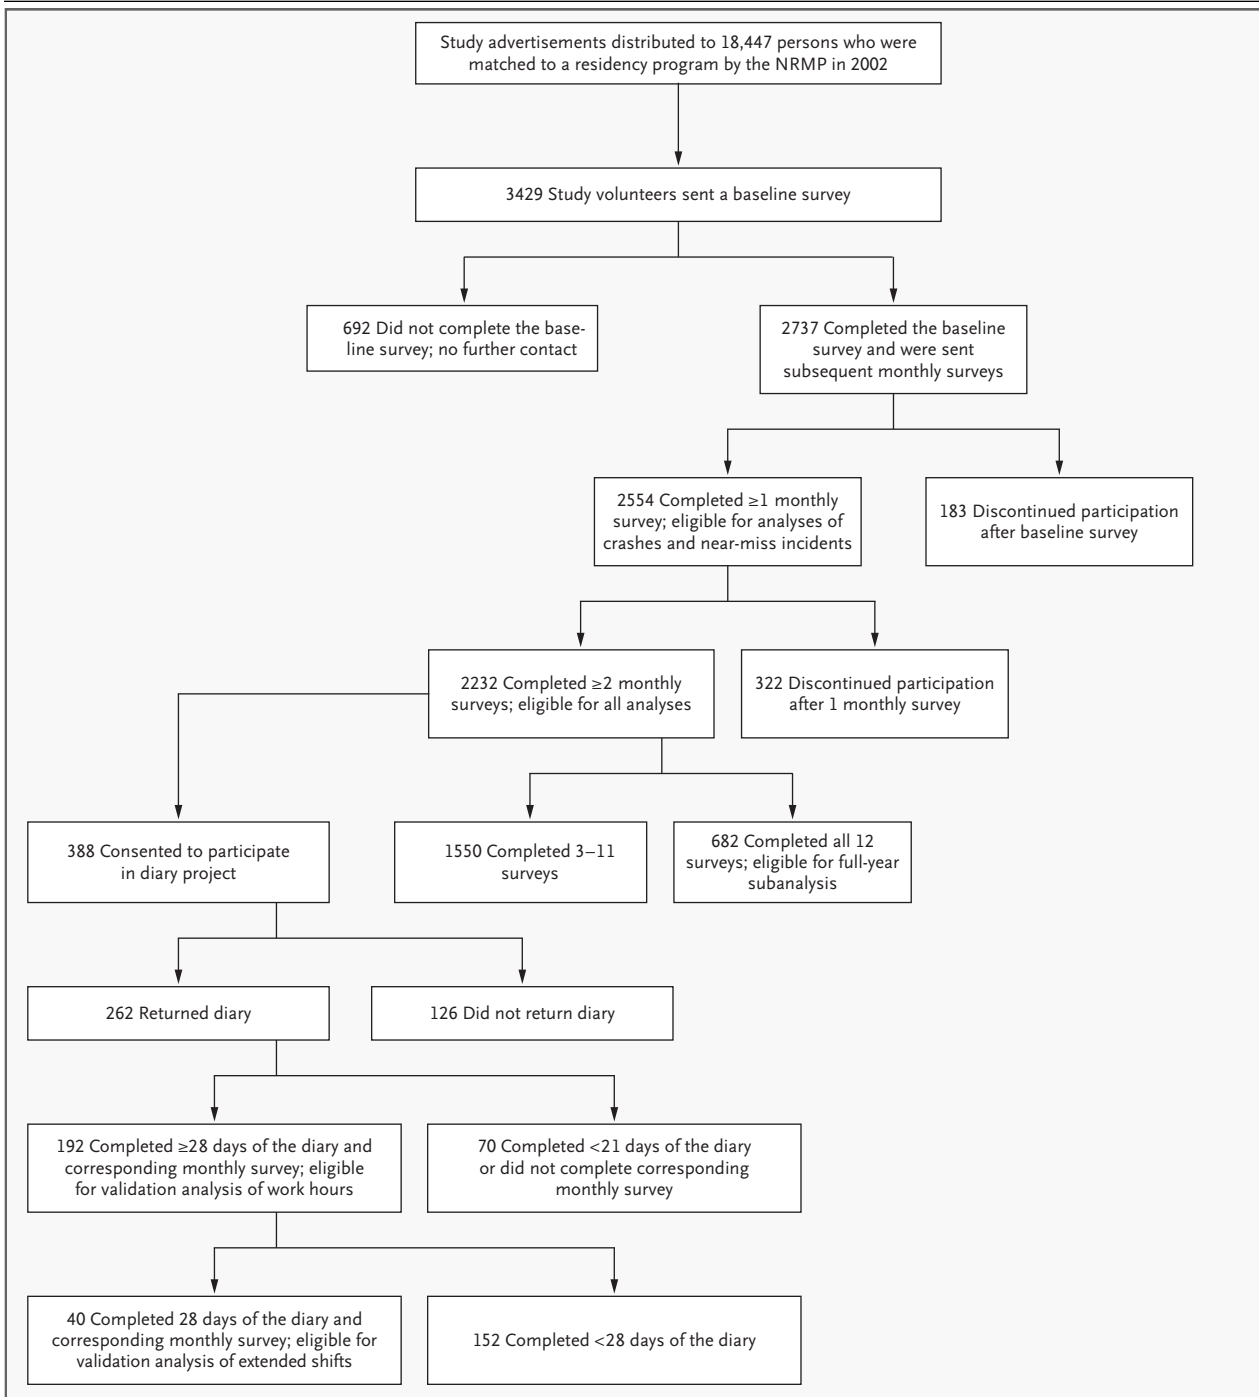 Study advertisements distributed to 18,447 persons who were
matched to a residency program by the NRMP in 2002
3429 Study volunteers sent a baseline survey
692 Did not complete the base-
line survey; no further contact
2737 Completed the baseline
survey and were sent
subsequent monthly surveys
2554 Completed ≥1 monthly
survey; eligible for analyses of
crashes and near-miss incidents
183 Discontinued participation
after baseline survey
2232 Completed ≥2 monthly
surveys; eligible for all analyses
322 Discontinued participation
after 1 monthly survey
388 Consented to participate
in diary project
1550 Completed 3–11
surveys
682 Completed all 12
surveys; eligible for full-year
subanalysis
262 Returned diary
126 Did not return diary
192 Completed ≥28 days of the diary and
corresponding monthly survey; eligible
for validation analysis of work hours
70 Completed <21 days of the diary
or did not complete corresponding
monthly survey
40 Completed 28 days of the diary and
corresponding monthly survey; eligible for
validation analysis of extended shifts
152 Completed <28 days of the diary